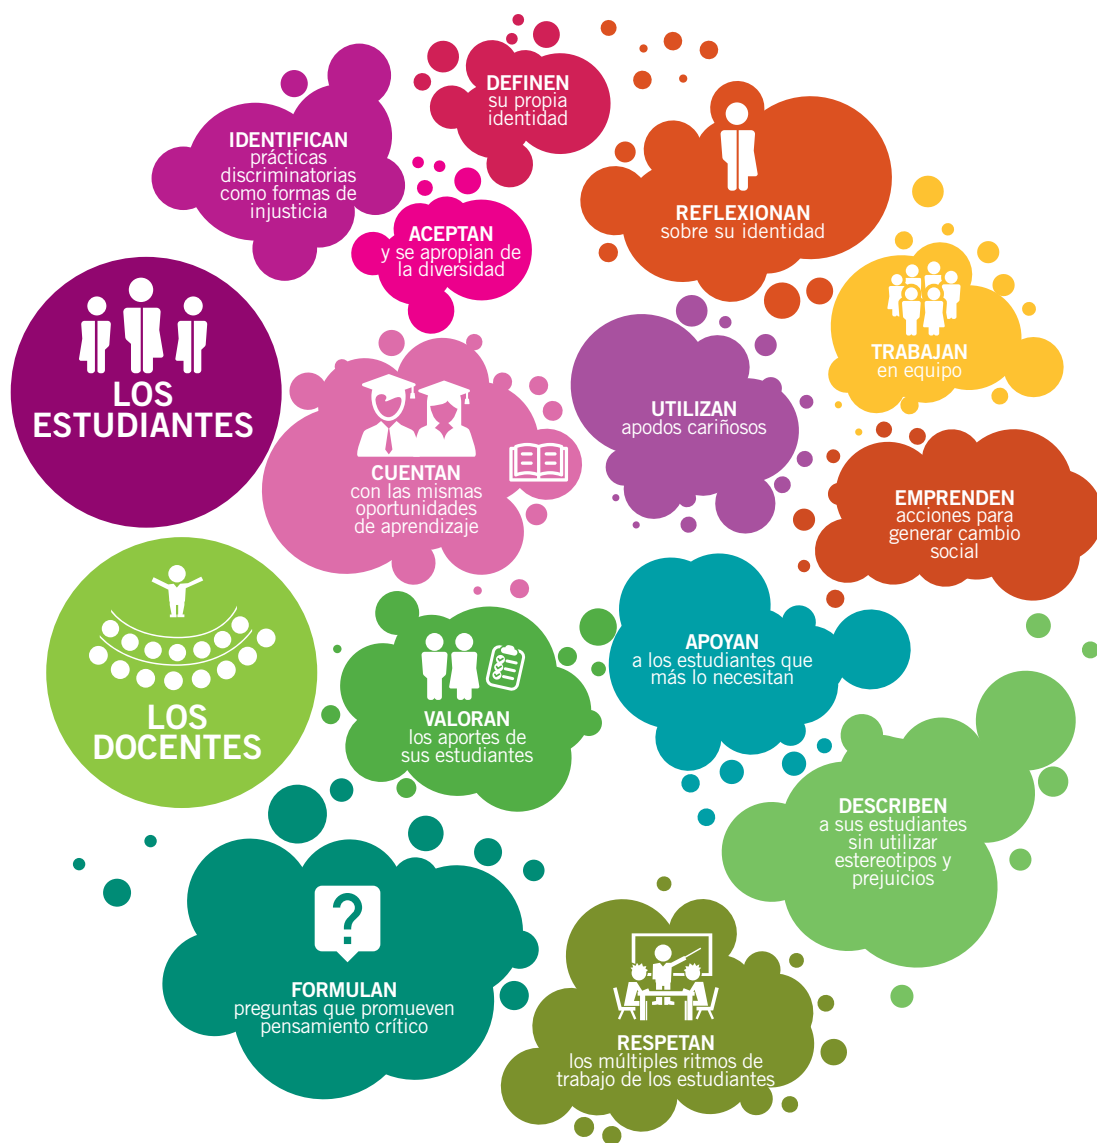 DEFINEN
su propia
identidad
IDENTIFICAN
prácticas
discriminatorias
como formas de
injusticia
REFLEXIONAN
sobre su identidad
ACEPTAN
y se apropian de
la diversidad
TRABAJAN
en equipo
LOS
ESTUDIANTES
UTILIZAN
apodos cariñosos
CUENTAN
con las mismas
oportunidades
de aprendizaje
EMPRENDEN
acciones para
generar cambio
social
LOS
DOCENTES
APOYAN
a los estudiantes que
más lo necesitan
VALORAN
los aportes de
sus estudiantes
DESCRIBEN
a sus estudiantes
sin utilizar
estereotipos y
prejuicios
?
FORMULAN
preguntas que promueven
pensamiento crítico
RESPETAN
los múltiples ritmos de
trabajo de los estudiantes